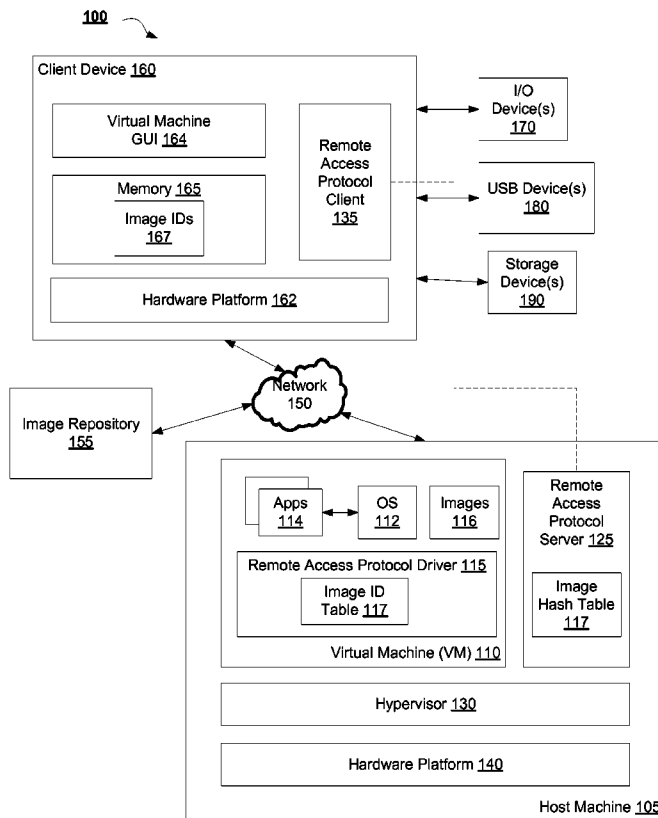 100
Client Device 160
Virtual Machine
GUI 164
Memory 165
Image IDs
167
Remote
Access
Protocol
Client
135
Hardware Platform 162
I/O
Device(s)
170
USB Device(s)
180
Storage
Device(s)
190
Network
150
Image Repository
155
Apps
114
OS
112
Images
116
Remote Access Protocol Driver 115
Image ID
Table 117
Virtual Machine (VM) 110
Remote
Access
Protocol
Server 125
Image
Hash Table
117
Hypervisor 130
Hardware Platform 140
Host Machine 105